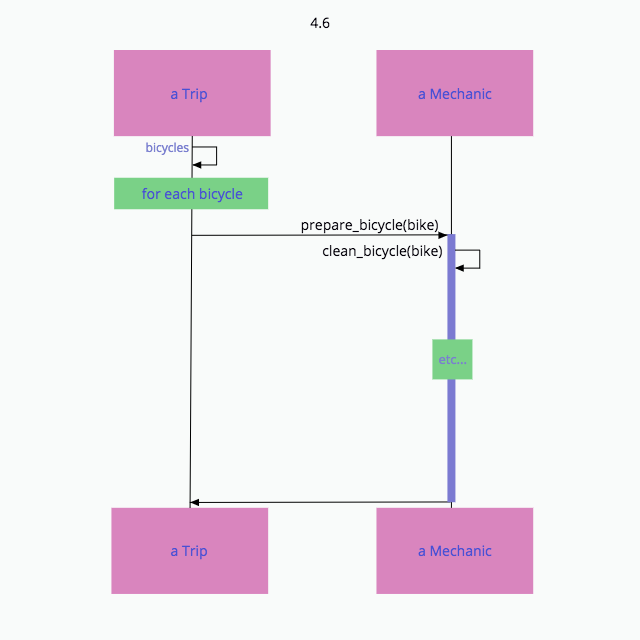 4.6
a Trip
a Mechanic
bicycles
for each bicycle
prepare_bicycle(bike)
clean_bicycle(bike)
etc...
a Trip
a Mechanic